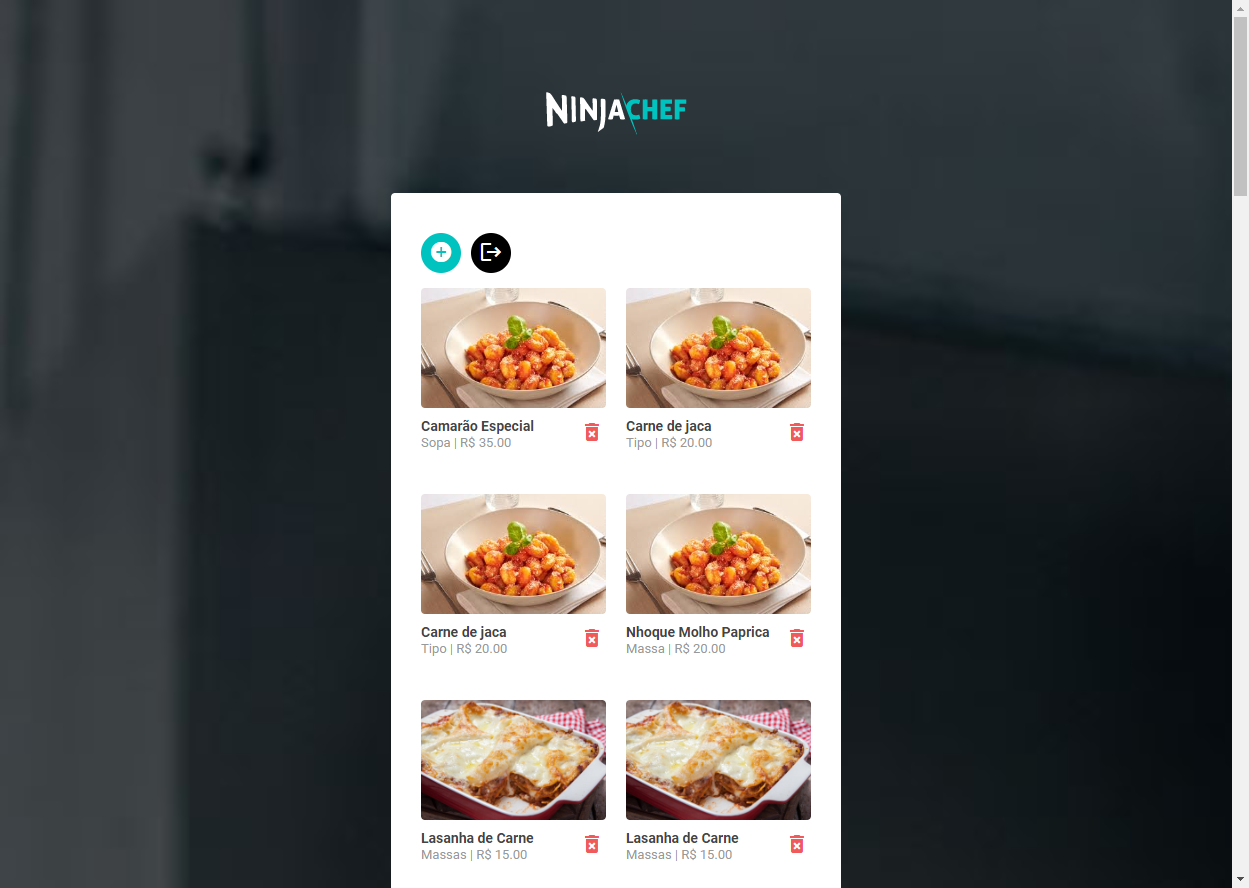 NINJACHEF
Camarão Especial
Sopa | R$ 35.00
Carne de jaca
Tipo | R$ 20.00
Carne de jaca
Tipo | R$ 20.00
Nhoque Molho Paprica
Massa | R$ 20.00
Lasanha de Carne
Massas | R$ 15.00
Lasanha de Carne
Massas | R$ 15.00